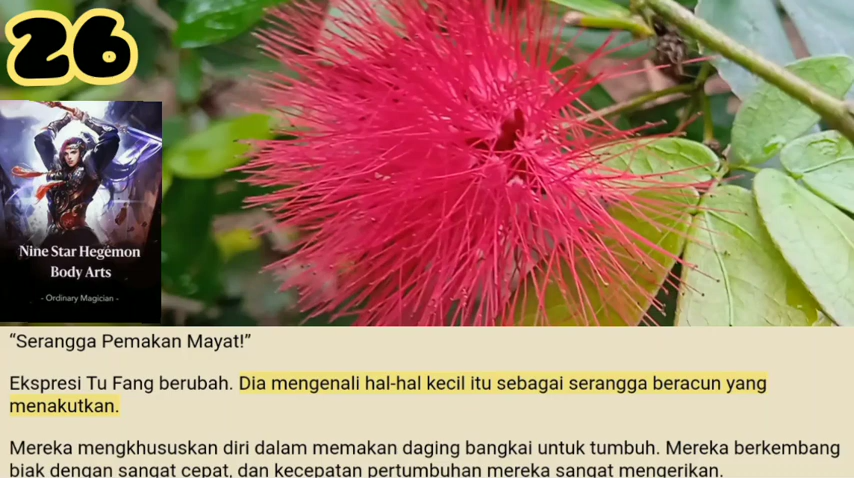 26
Nine Star Hegemon
Body Arts
- Ordinary Magician -
“Serangga Pemakan Mayat!”
Ekspresi Tu Fang berubah. Dia mengenali hal-hal kecil itu sebagai serangga beracun yang
menakutkan.
Mereka mengkhususkan diri dalam memakan daging bangkai untuk tumbuh. Mereka berkembang
biak dengan sangat cepat, dan kecepatan pertumbuhan mereka sangat mengerikan.